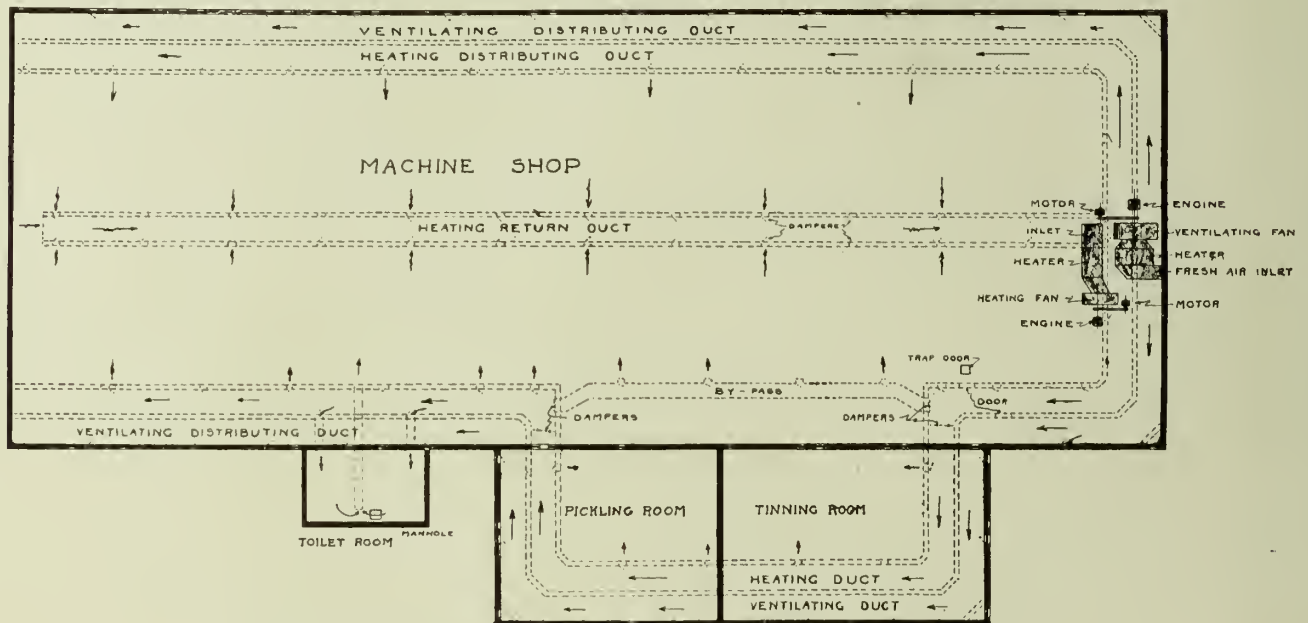 VENTILATING DISTRIBUTING DUCT
HEATING DISTRIBUTING DUCT
MACHINE SHOP
MOTOR
ENGINE
HEATING RETURN DUCT
DAMPERS
INLET
VENTILATING FAN
HEATER
HEATER
FRESH AIR INLET
HEATING FAN
MOTOR
ENGINE
TRAP DOOR
BY-PASS
DOOR
DAMPERS
DAMPERS
VENTILATING DISTRIBUTING DUCT
PICKLING ROOM
TINNING ROOM
MANHOLE
TOILET ROOM
HEATING DUCT
VENTILATING DUCT